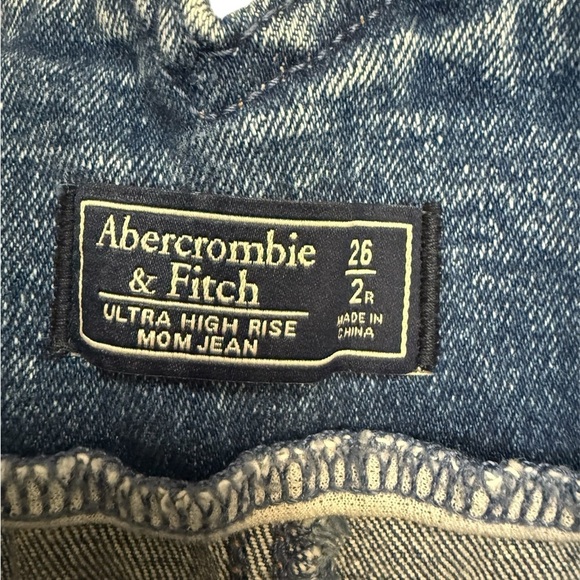 Abercrombie
& Fitch
ULTRA HIGH RISE
MOM JEAN
26
2R
MADE IN
CHINA